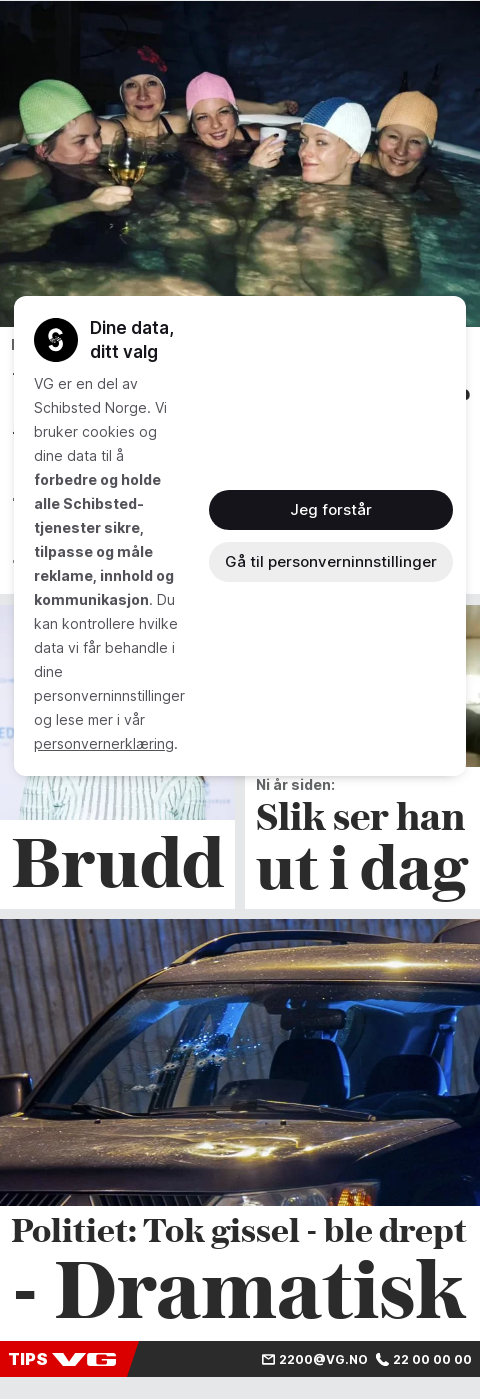 Dine data,
ditt valg
VG er en del av
Schibsted Norge. Vi
bruker cookies og
dine data til å
forbedre og holde
alle Schibsted-
tjenester sikre,
tilpasse og måle
reklame, innhold og
kommunikasjon. Du
kan kontrollere hvilke
data vi får behandle i
dine
personverninnstillinger
og lese mer i vår
personvernerklæring.
Jeg forstår
Gå til personverninnstillinger
Brudd
Ni år siden:
Slik ser han
ut i dag
Politiet: Tok gissel - ble drept
- Dramatisk
TIPS VG 2200@VG.NO 22 00 00 00